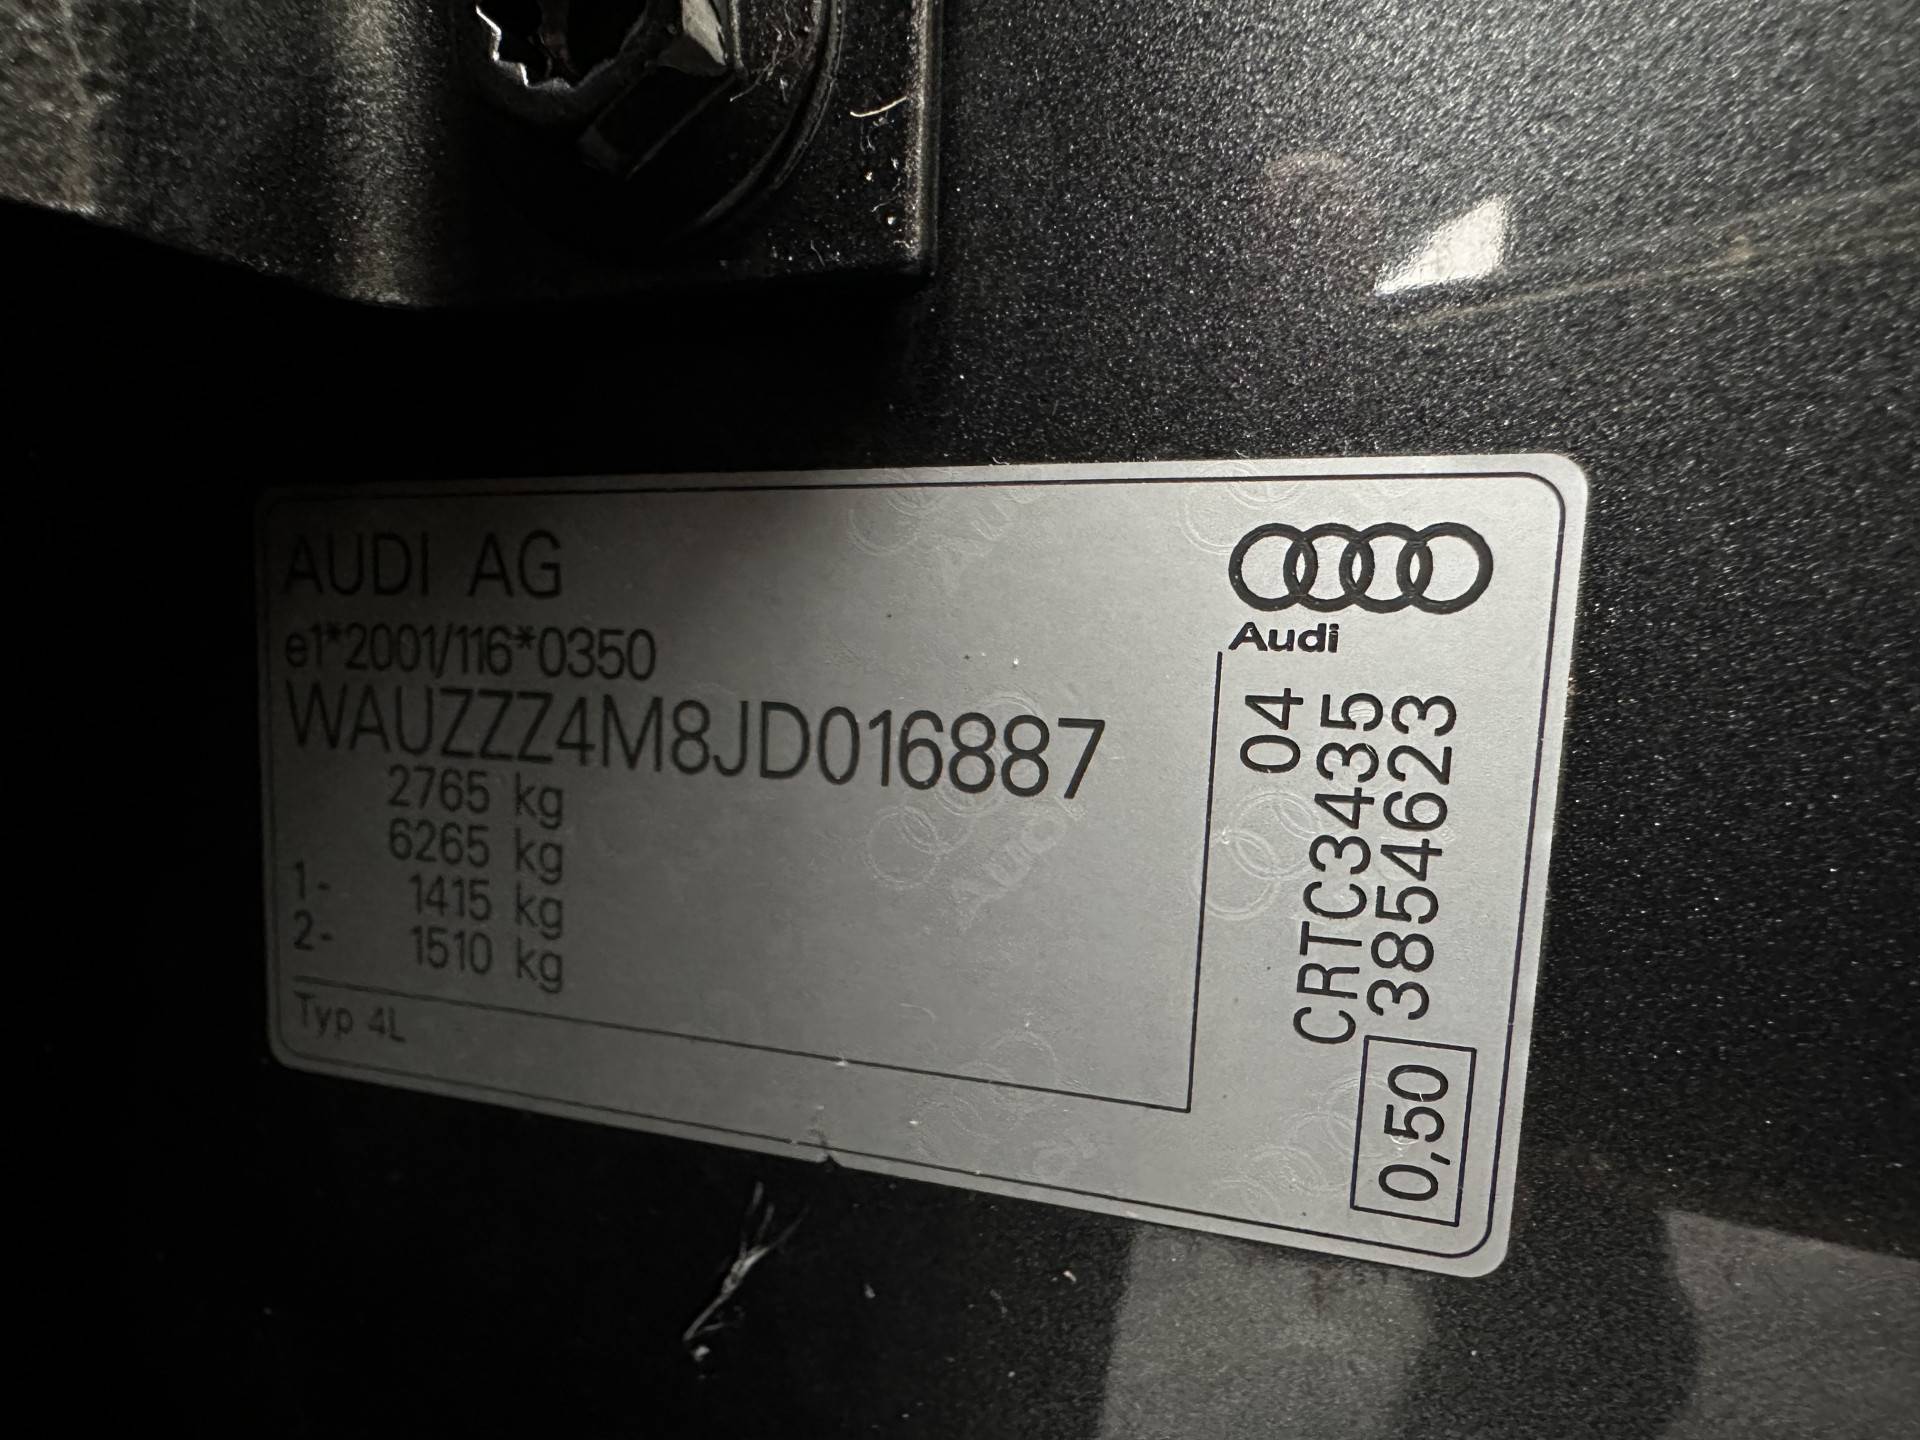 AUDI AG
e1*2001/116*0350
WAUZZZ4M8JD016887
2765 kg
6265 kg
1- 1415 kg
2- 1510 kg
Typ 4L
Audi
04
CRTC3435
3854623
0,50